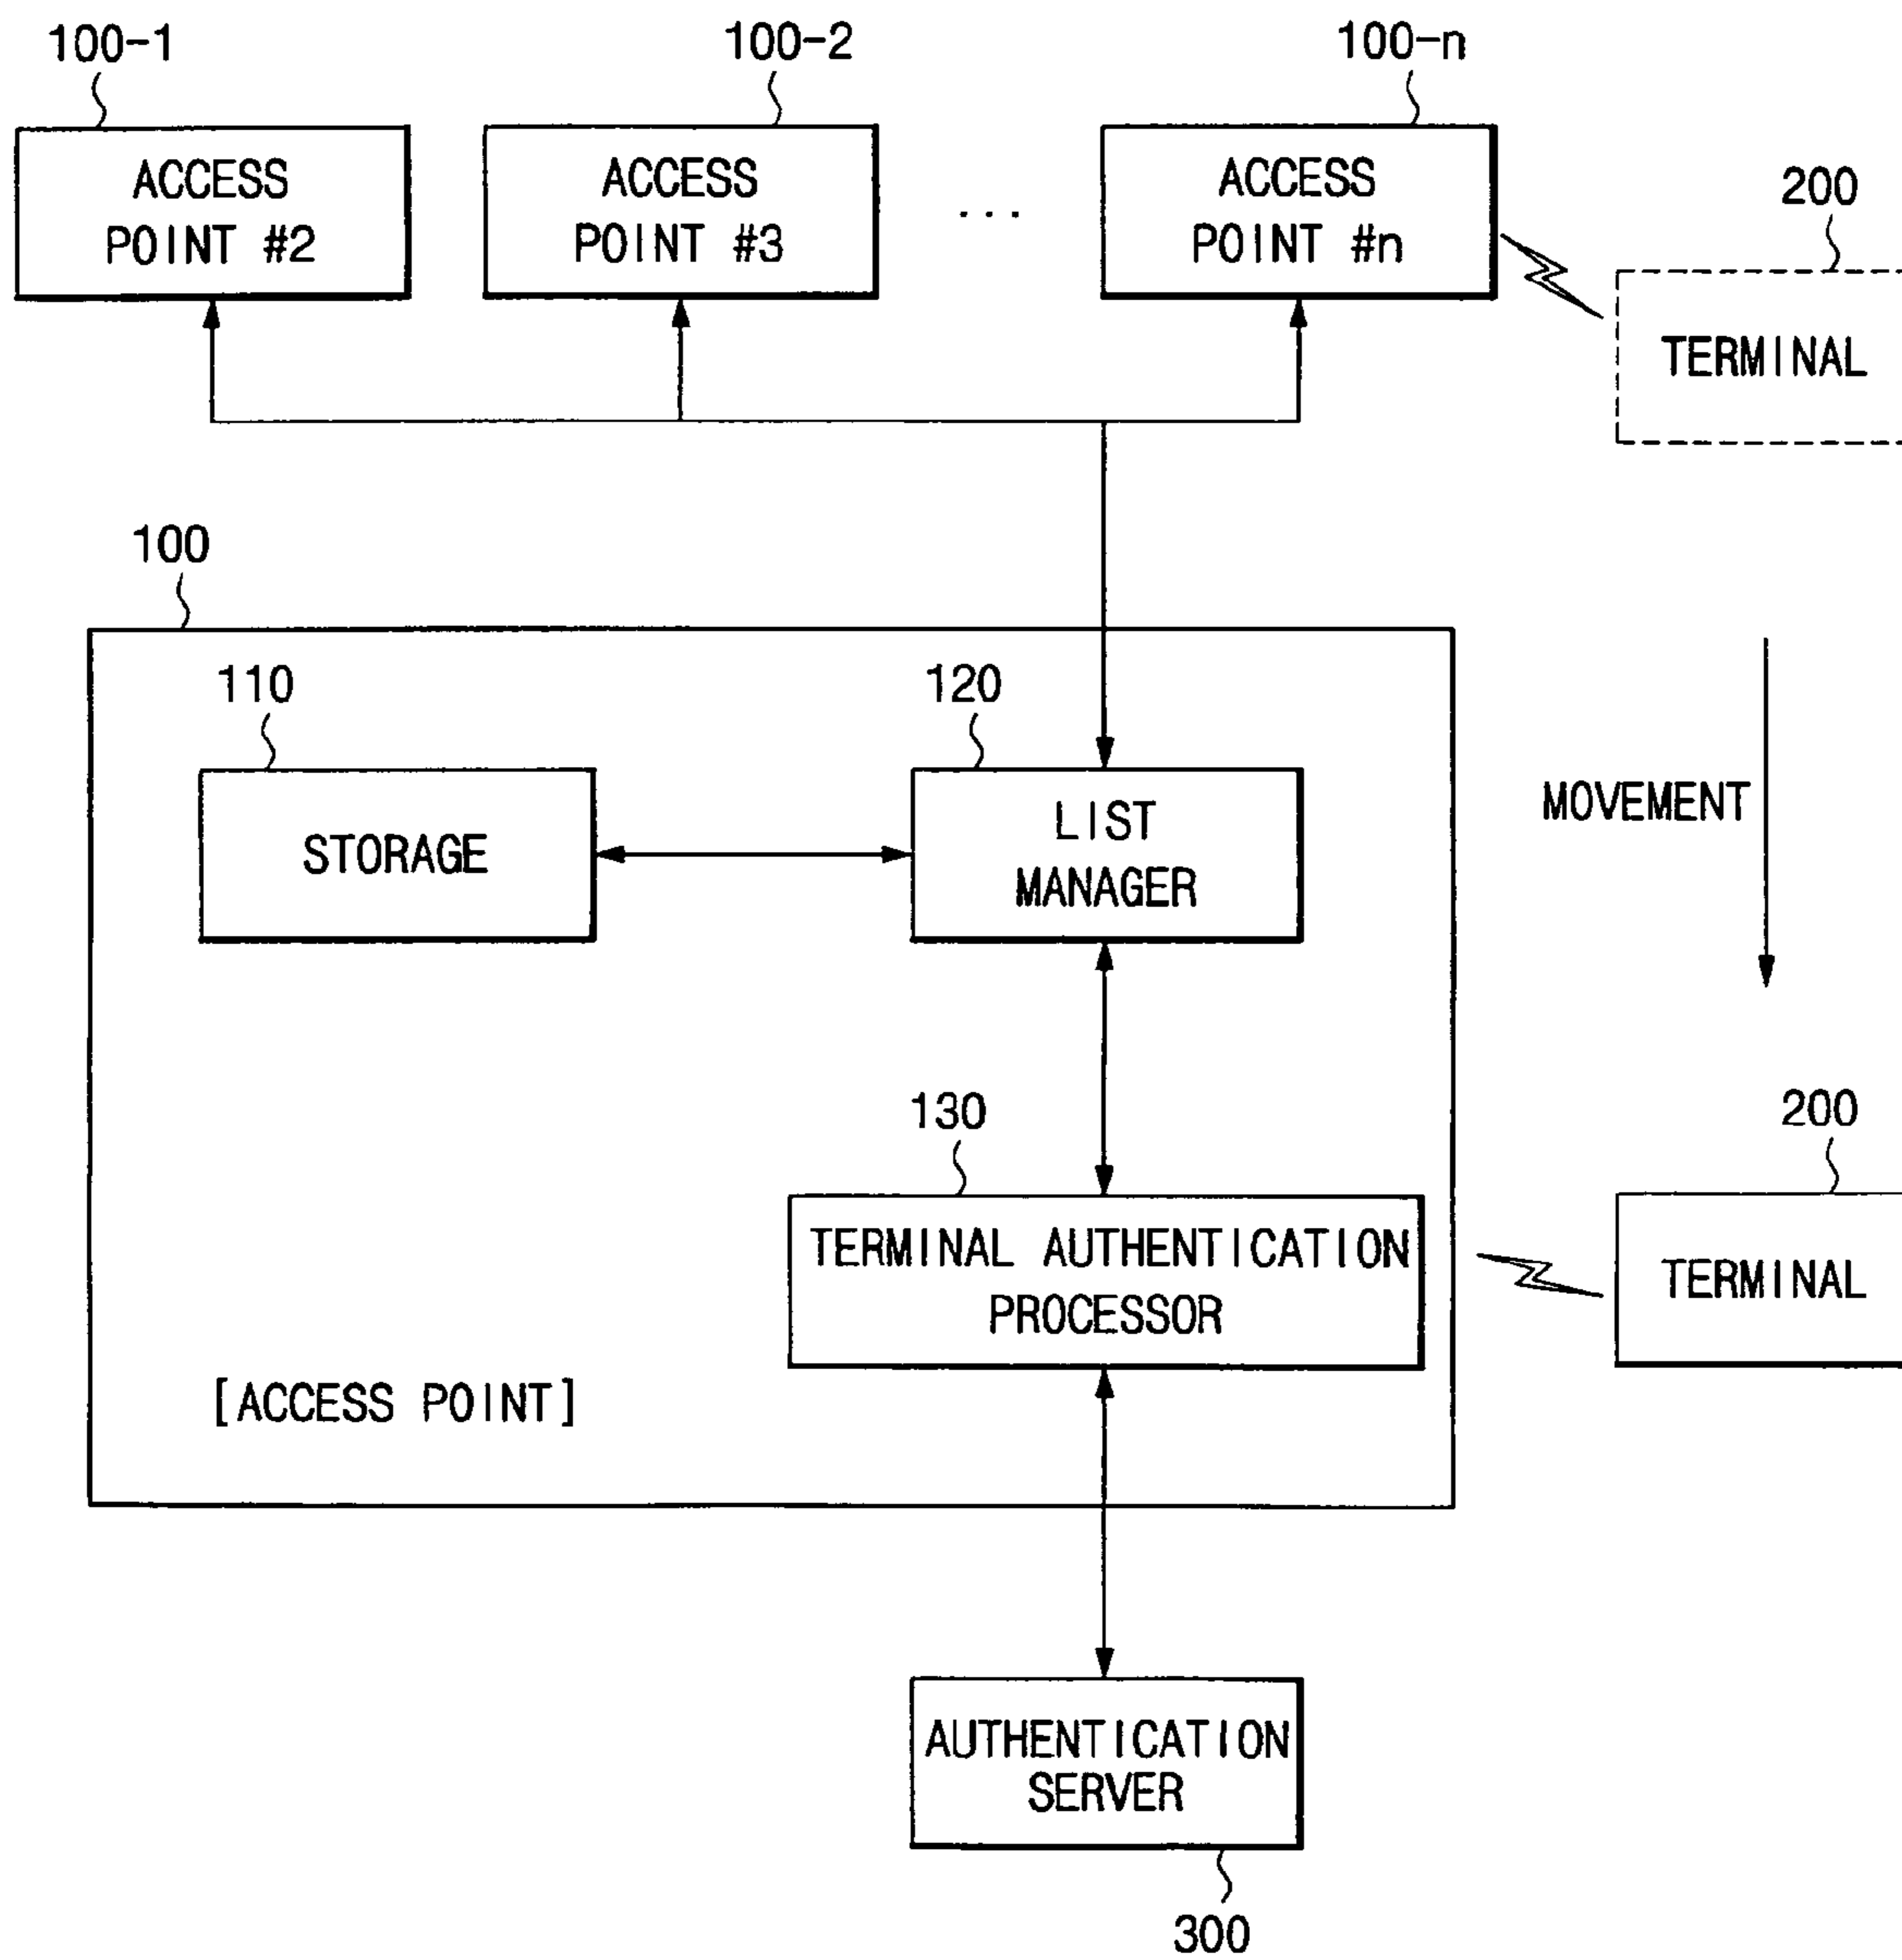 100-1
100-2
100-n
ACCESS
POINT #2
ACCESS
POINT #3
...
ACCESS
POINT #n
200
TERMINAL
100
110
120
STORAGE
LIST
MANAGER
MOVEMENT
130
200
TERMINAL AUTHENTICATION
PROCESSOR
TERMINAL
[ACCESS POINT]
AUTHENTICATION
SERVER
300